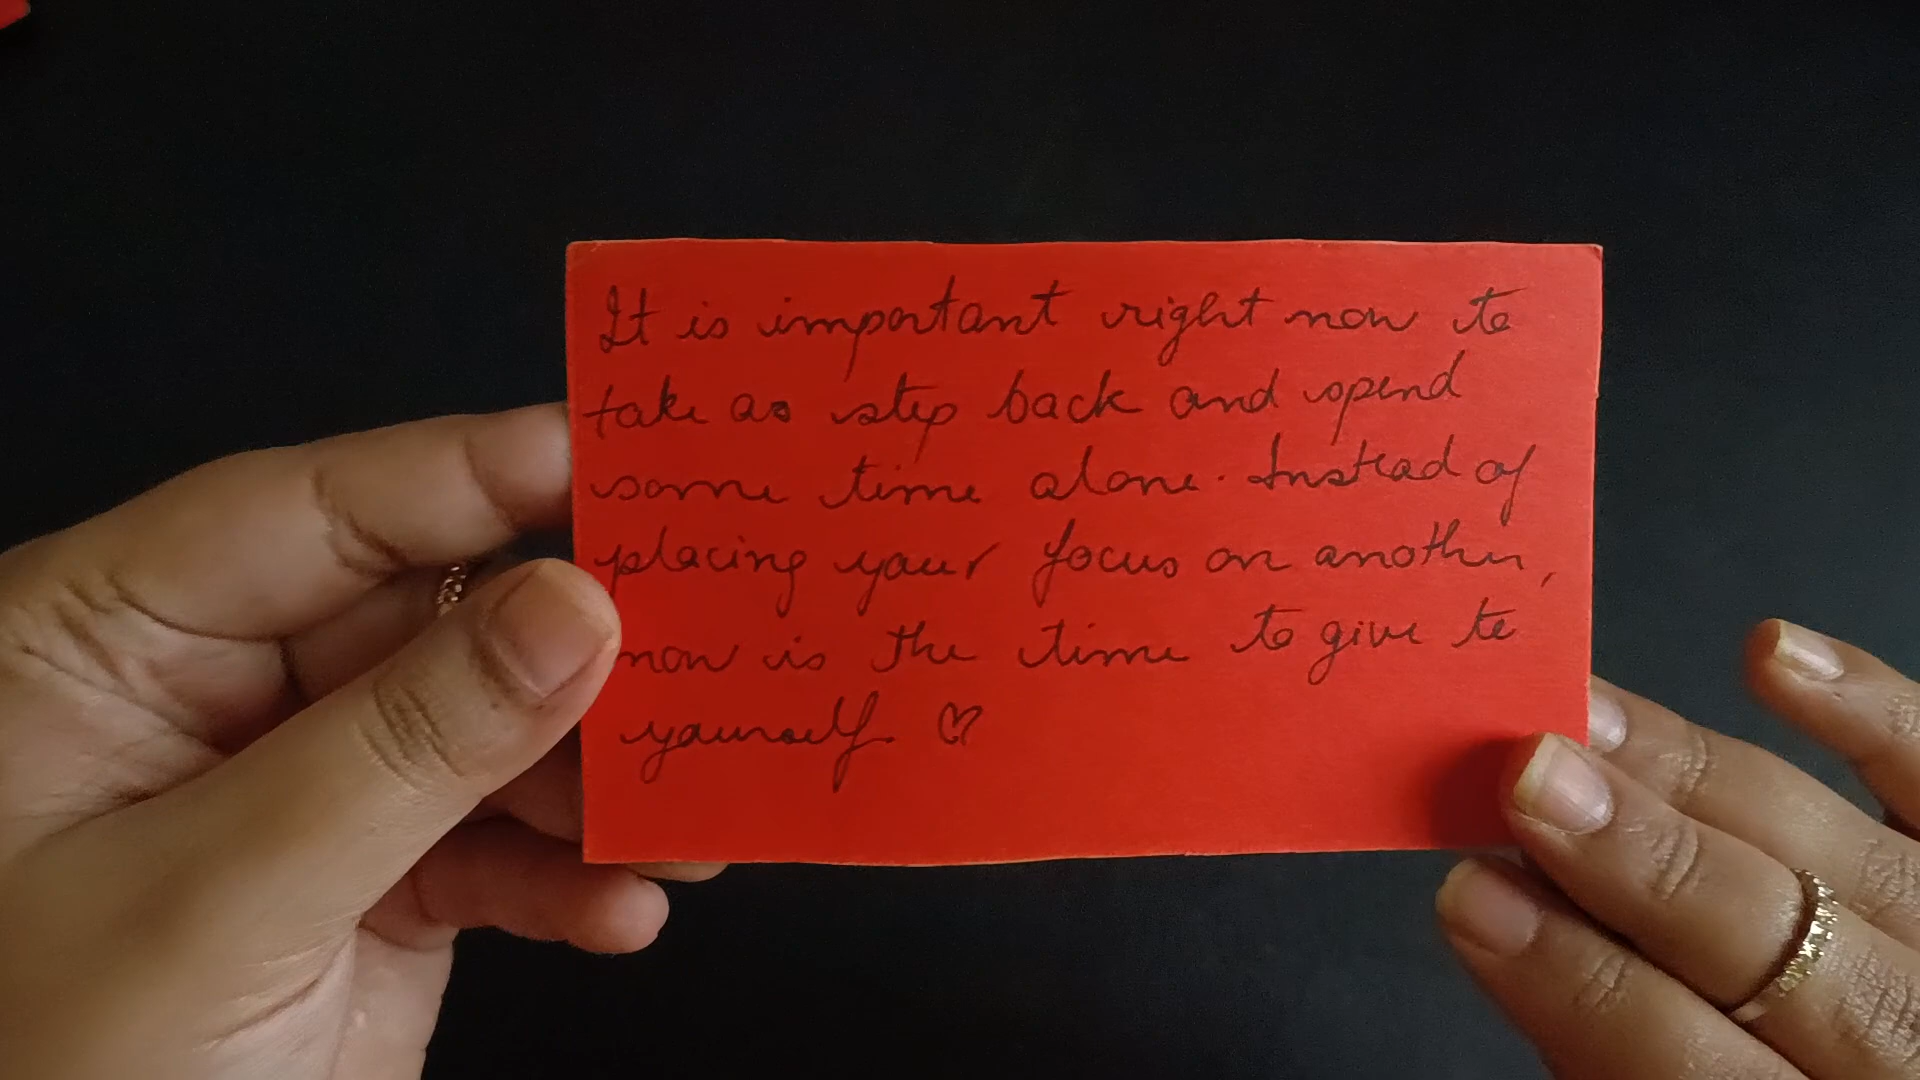 It is important right now to
take as step back and spend
some time alone. Instead of
placing your focus on another,
now is the time to give to
yourself. ♡